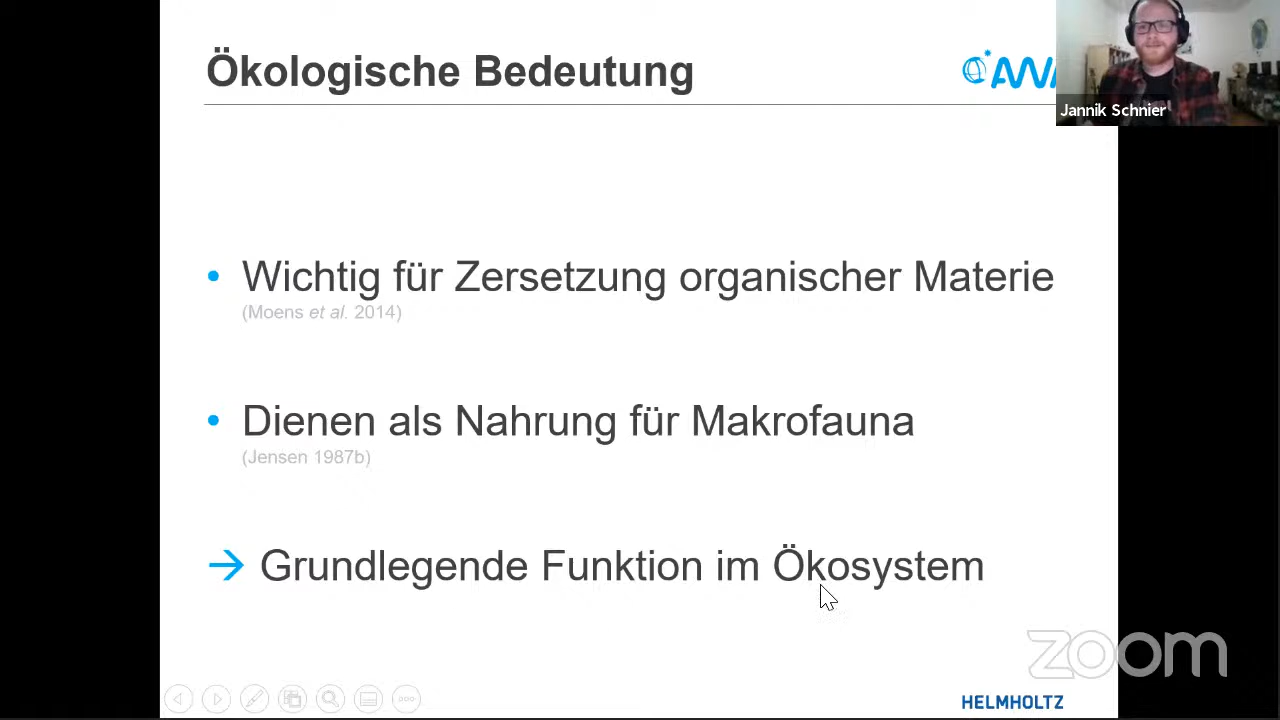 Ökologische Bedeutung
Jannik Schnier
• Wichtig für Zersetzung organischer Materie
(Moens et al. 2014)
• Dienen als Nahrung für Makrofauna
(Jensen 1987b)
→ Grundlegende Funktion im Ökosystem
zoom
HELMHOLTZ